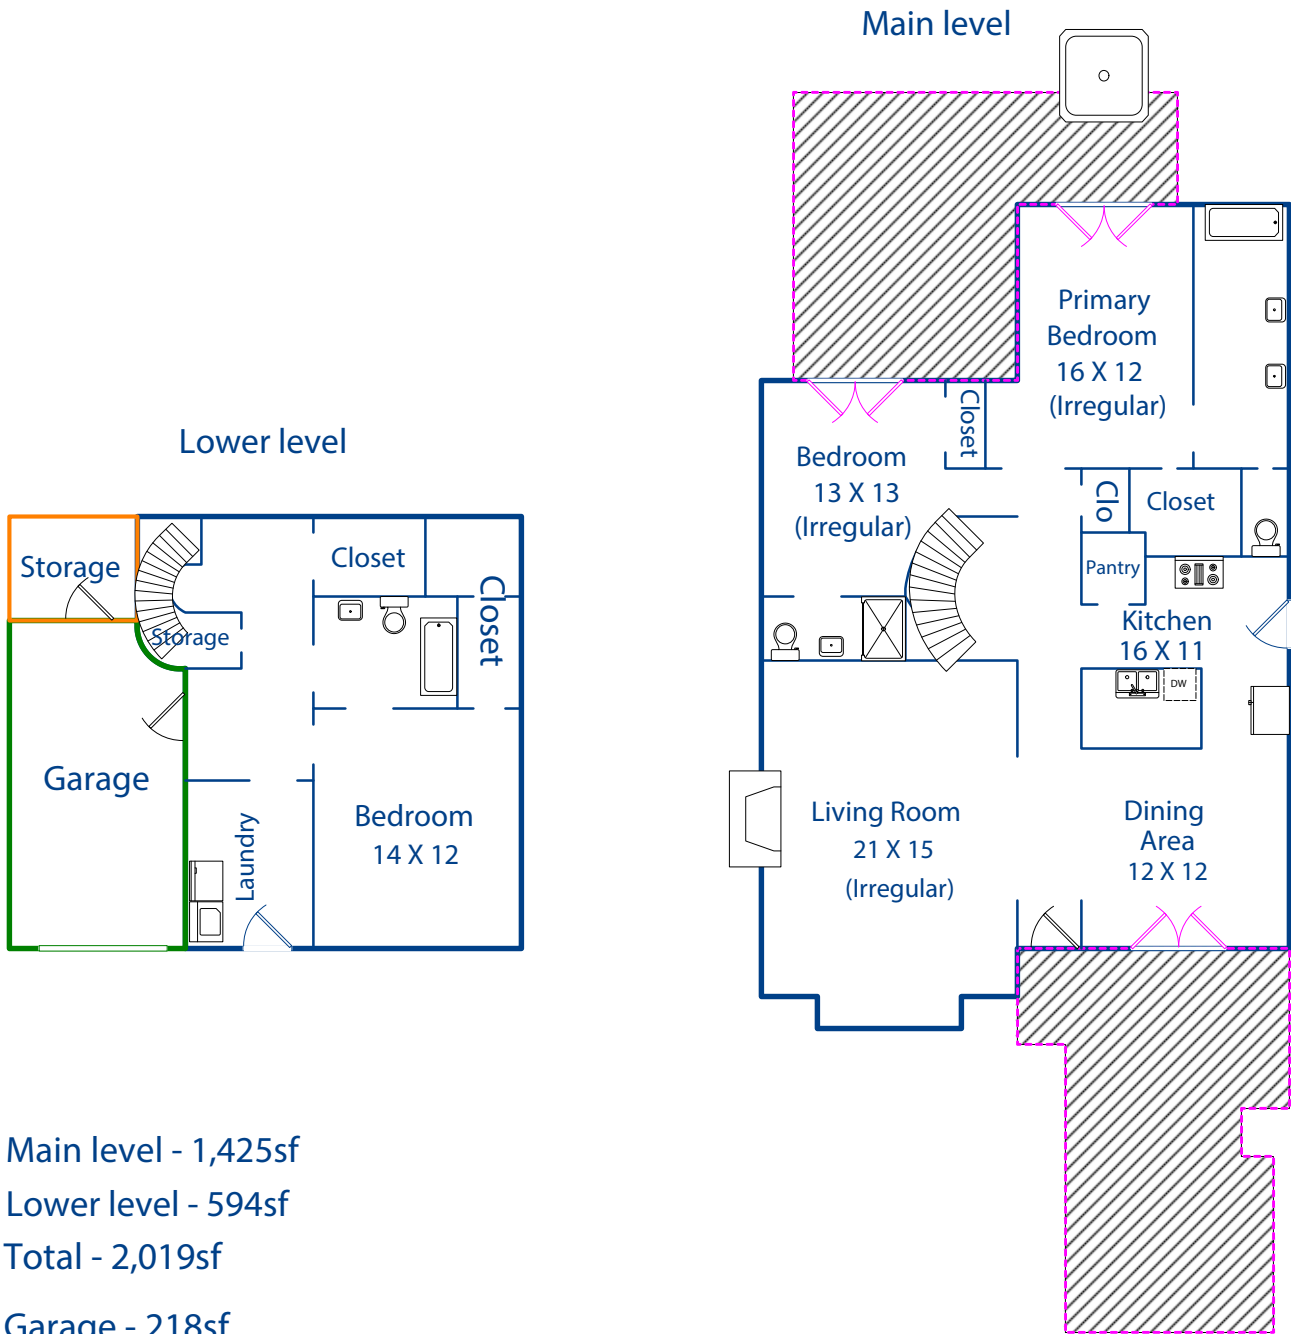 Main level
Primary
Bedroom
16 X 12
(Irregular)
Closet
Bedroom
13 X 13
(Irregular)
Clo
Closet
Pantry
Kitchen
16 X 11
DW
Living Room
21 X 15
(Irregular)
Dining
Area
12 X 12
Lower level
Storage
Closet
Closet
Storage
Garage
Laundry
Bedroom
14 X 12
Main level - 1,425sf
Lower level - 594sf
Total - 2,019sf
Garage - 218sf